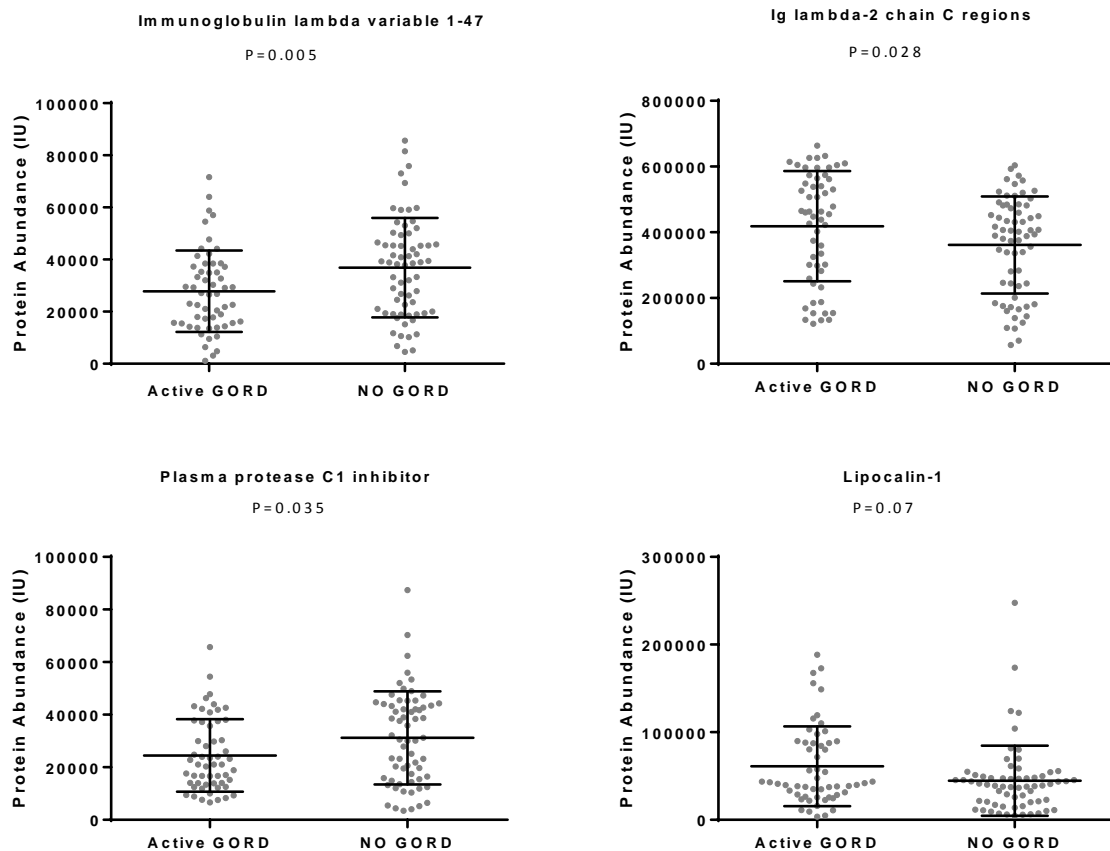 Immunoglobulin lambda variable 1-47
P=0.005
Protein Abundance (IU)
100000
80000
60000
40000
20000
0
Active GORD
NO GORD
Ig lambda-2 chain C regions
P=0.028
Protein Abundance (IU)
800000
600000
400000
200000
0
Active GORD
NO GORD
Plasma protease C1 inhibitor
P=0.035
Protein Abundance (IU)
100000
80000
60000
40000
20000
0
Active GORD
NO GORD
Lipocalin-1
P=0.07
Protein Abundance (IU)
300000
200000
100000
0
Active GORD
NO GORD